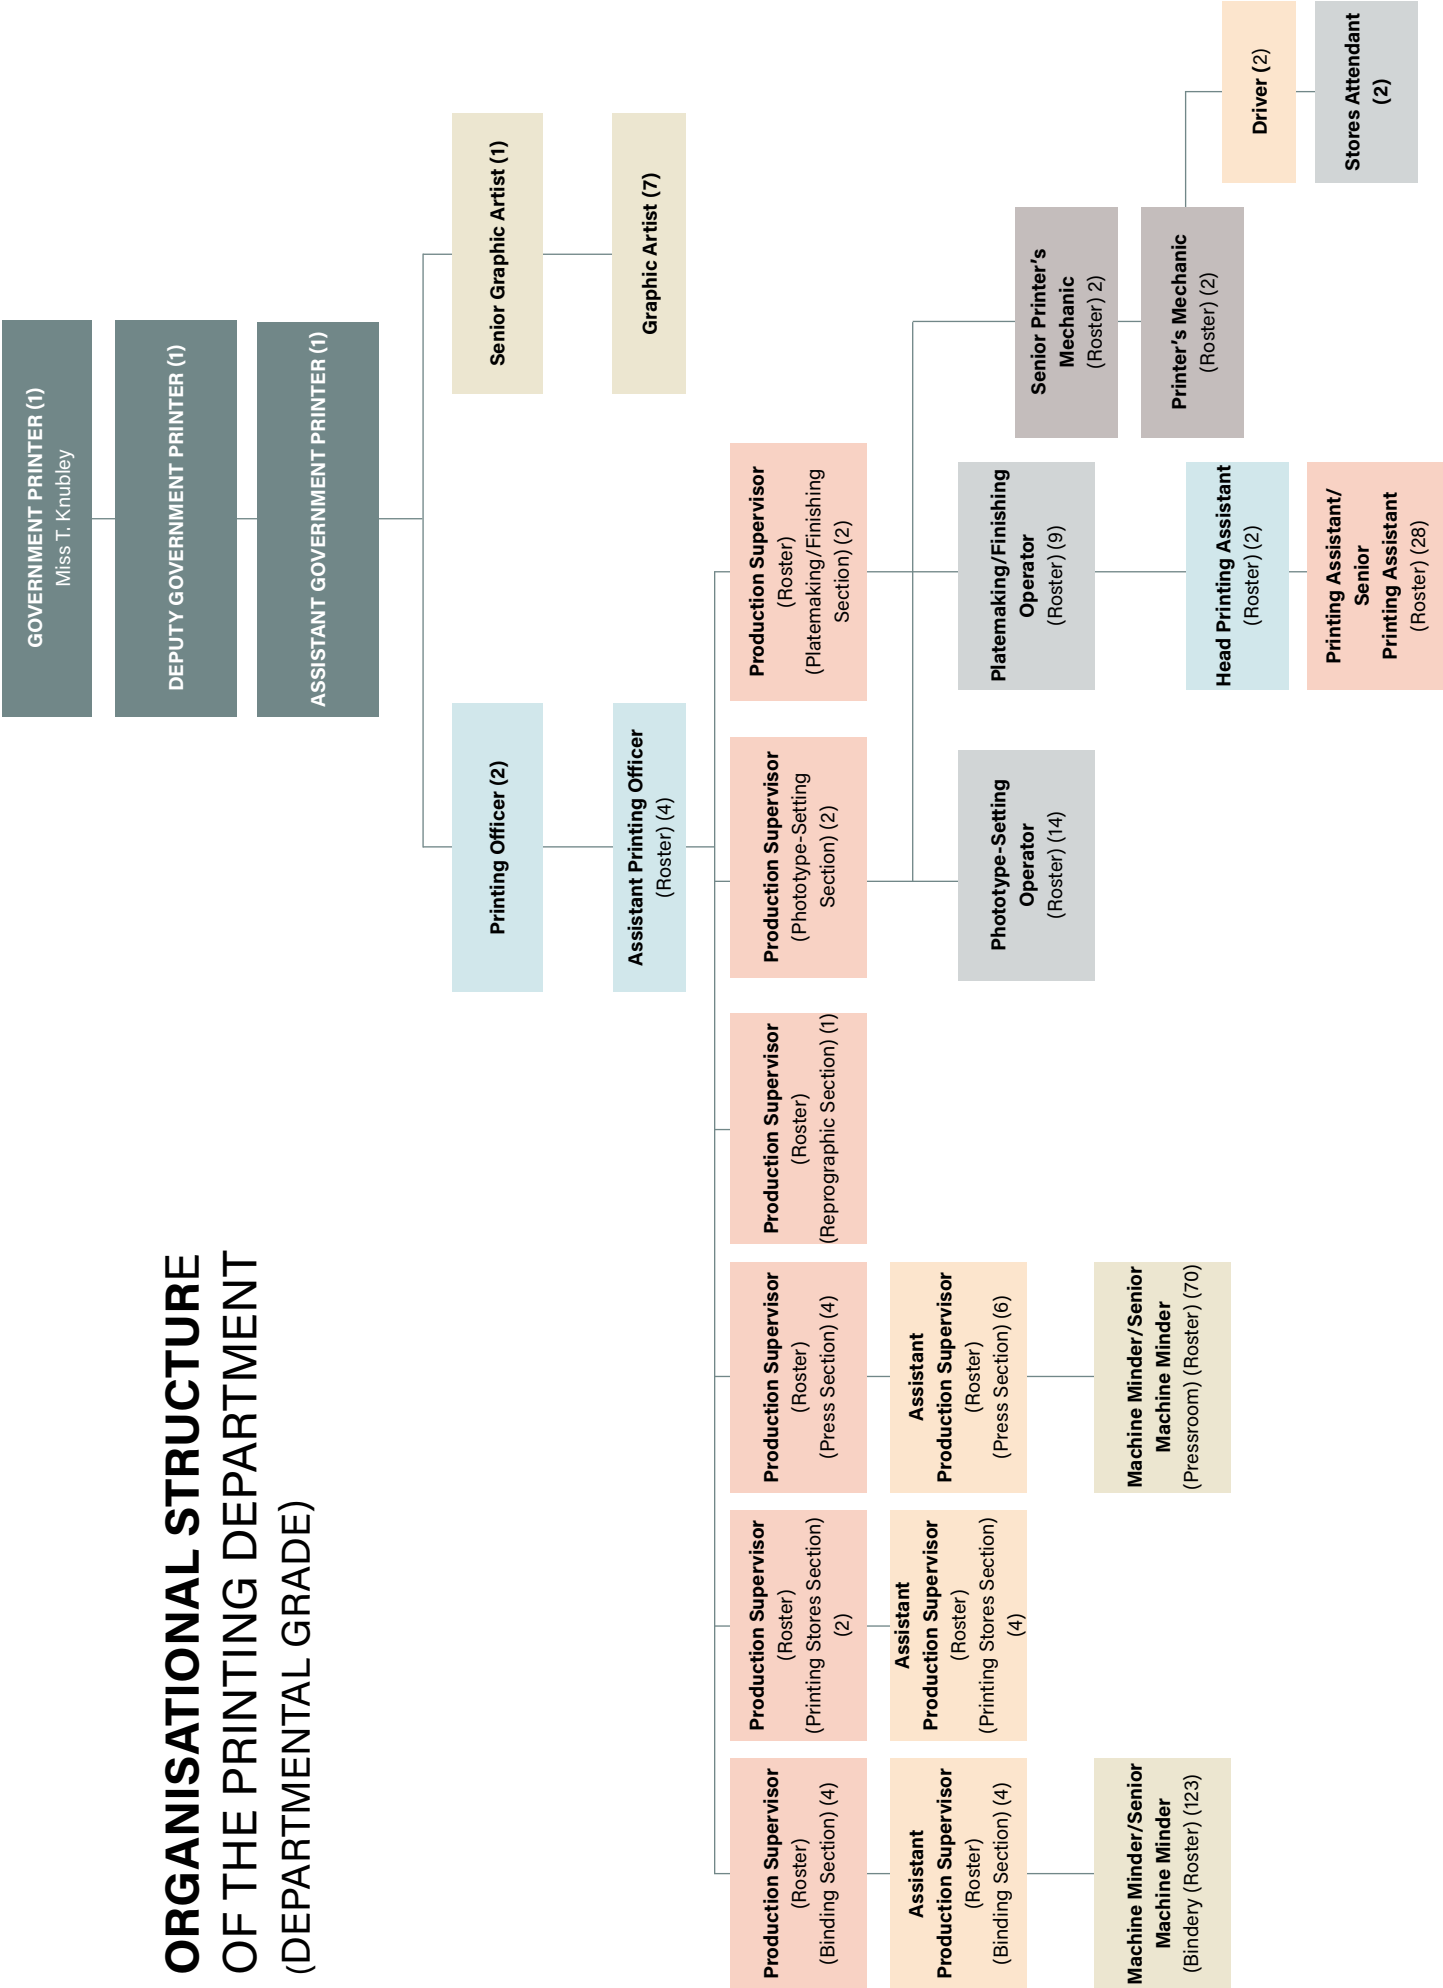 ORGANISATIONAL STRUCTURE
OF THE PRINTING DEPARTMENT
(DEPARTMENTAL GRADE)
GOVERNMENT PRINTER (1)
Miss T. Knubley
DEPUTY GOVERNMENT PRINTER (1)
ASSISTANT GOVERNMENT PRINTER (1)
Printing Officer (2)
Senior Graphic Artist (1)
Assistant Printing Officer
(Roster) (4)
Graphic Artist (7)
Production Supervisor
(Roster)
(Binding Section) (4)
Production Supervisor
(Roster)
(Printing Stores Section)
(2)
Production Supervisor
(Roster)
(Press Section) (4)
Production Supervisor
(Roster)
(Reprographic Section) (1)
Production Supervisor
(Phototype-Setting
Section) (2)
Production Supervisor
(Roster)
(Platemaking/Finishing
Section) (2)
Assistant
Production Supervisor
(Roster)
(Binding Section) (4)
Assistant
Production Supervisor
(Roster)
(Printing Stores Section)
(4)
Assistant
Production Supervisor
(Roster)
(Press Section) (6)
Phototype-Setting
Operator
(Roster) (14)
Platemaking/Finishing
Operator
(Roster) (9)
Senior Printer's
Mechanic
(Roster) 2)
Machine Minder/Senior
Machine Minder
(Bindery (Roster) (123)
Machine Minder/Senior
Machine Minder
(Pressroom) (Roster) (70)
Printer's Mechanic
(Roster) (2)
Head Printing Assistant
(Roster) (2)
Driver (2)
Printing Assistant/
Senior
Printing Assistant
(Roster) (28)
Stores Attendant
(2)